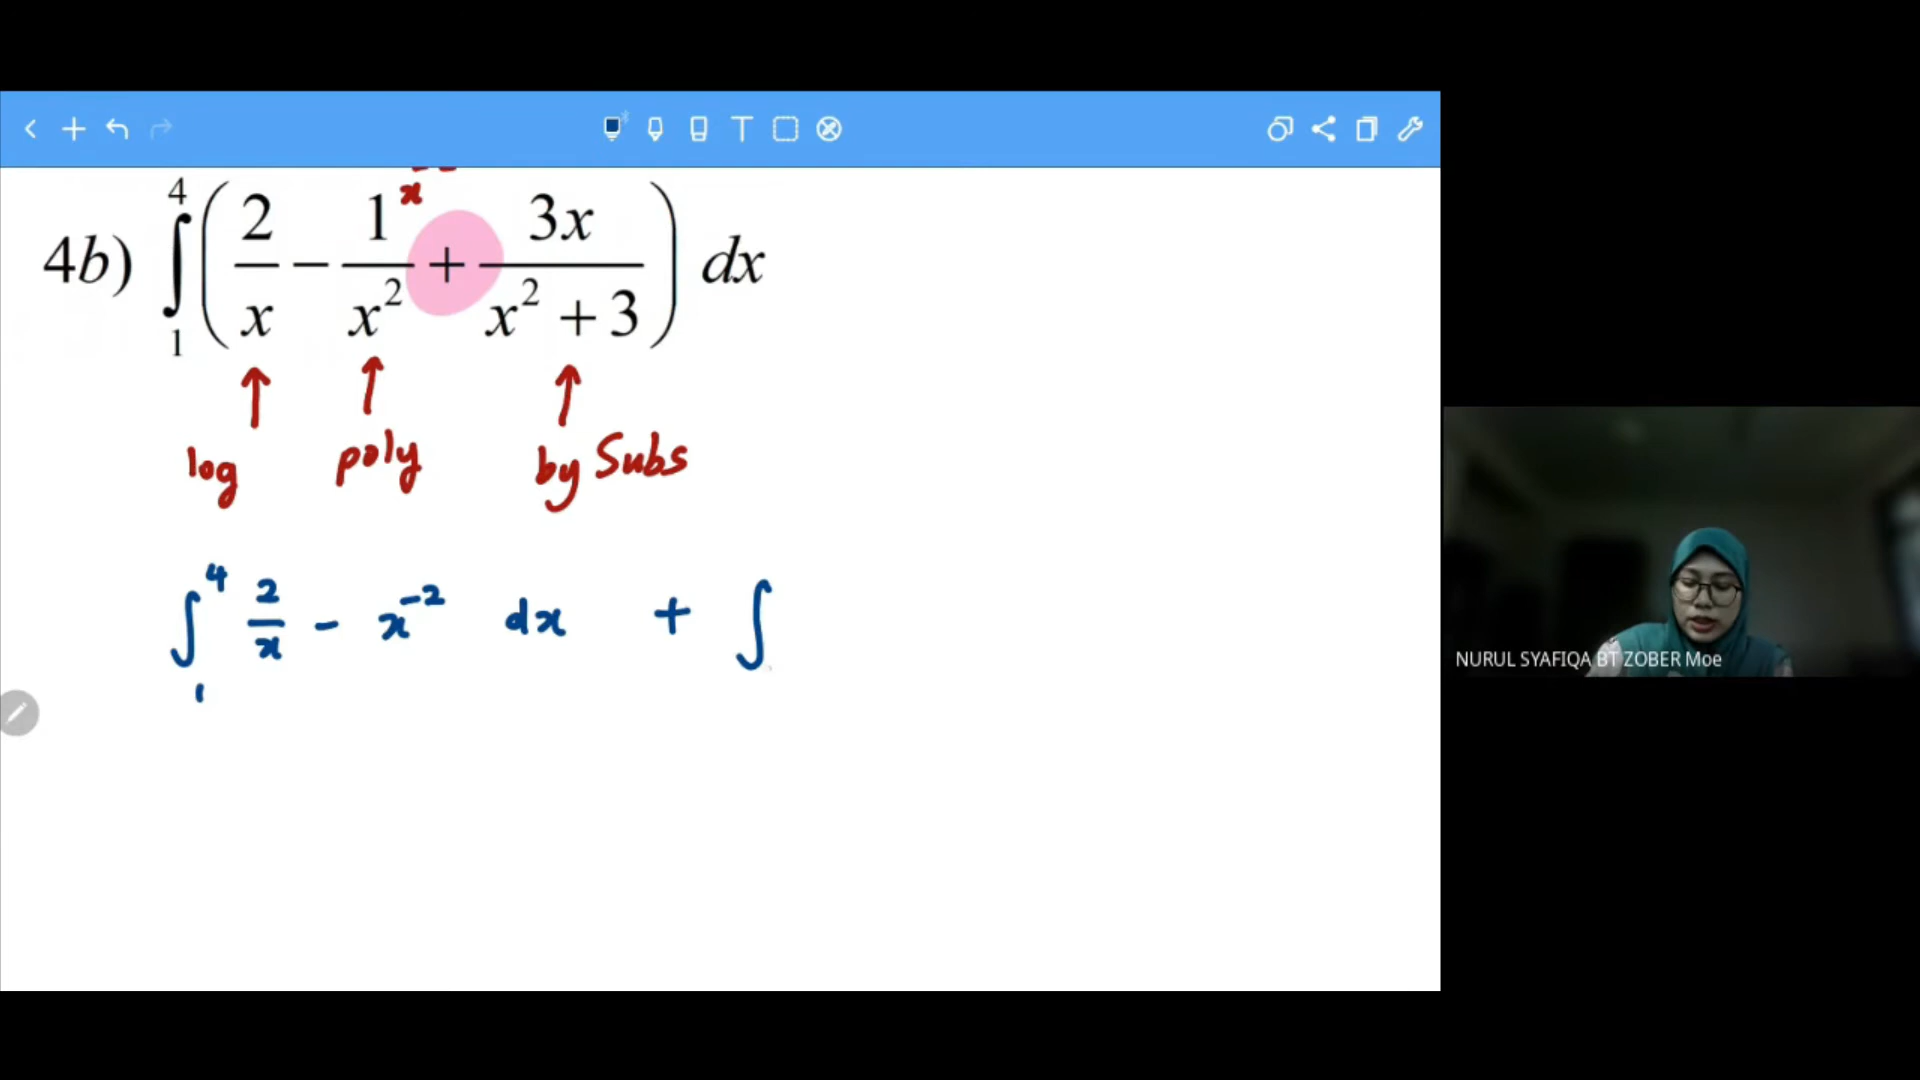 4b) ∫₁⁴ (2/x − 1/x² + 3x/(x² + 3)) dx
x
log poly by Subs
∫₁⁴ 2/x − x⁻² dx + ∫
NURUL SYAFIQA BT ZOBER Moe